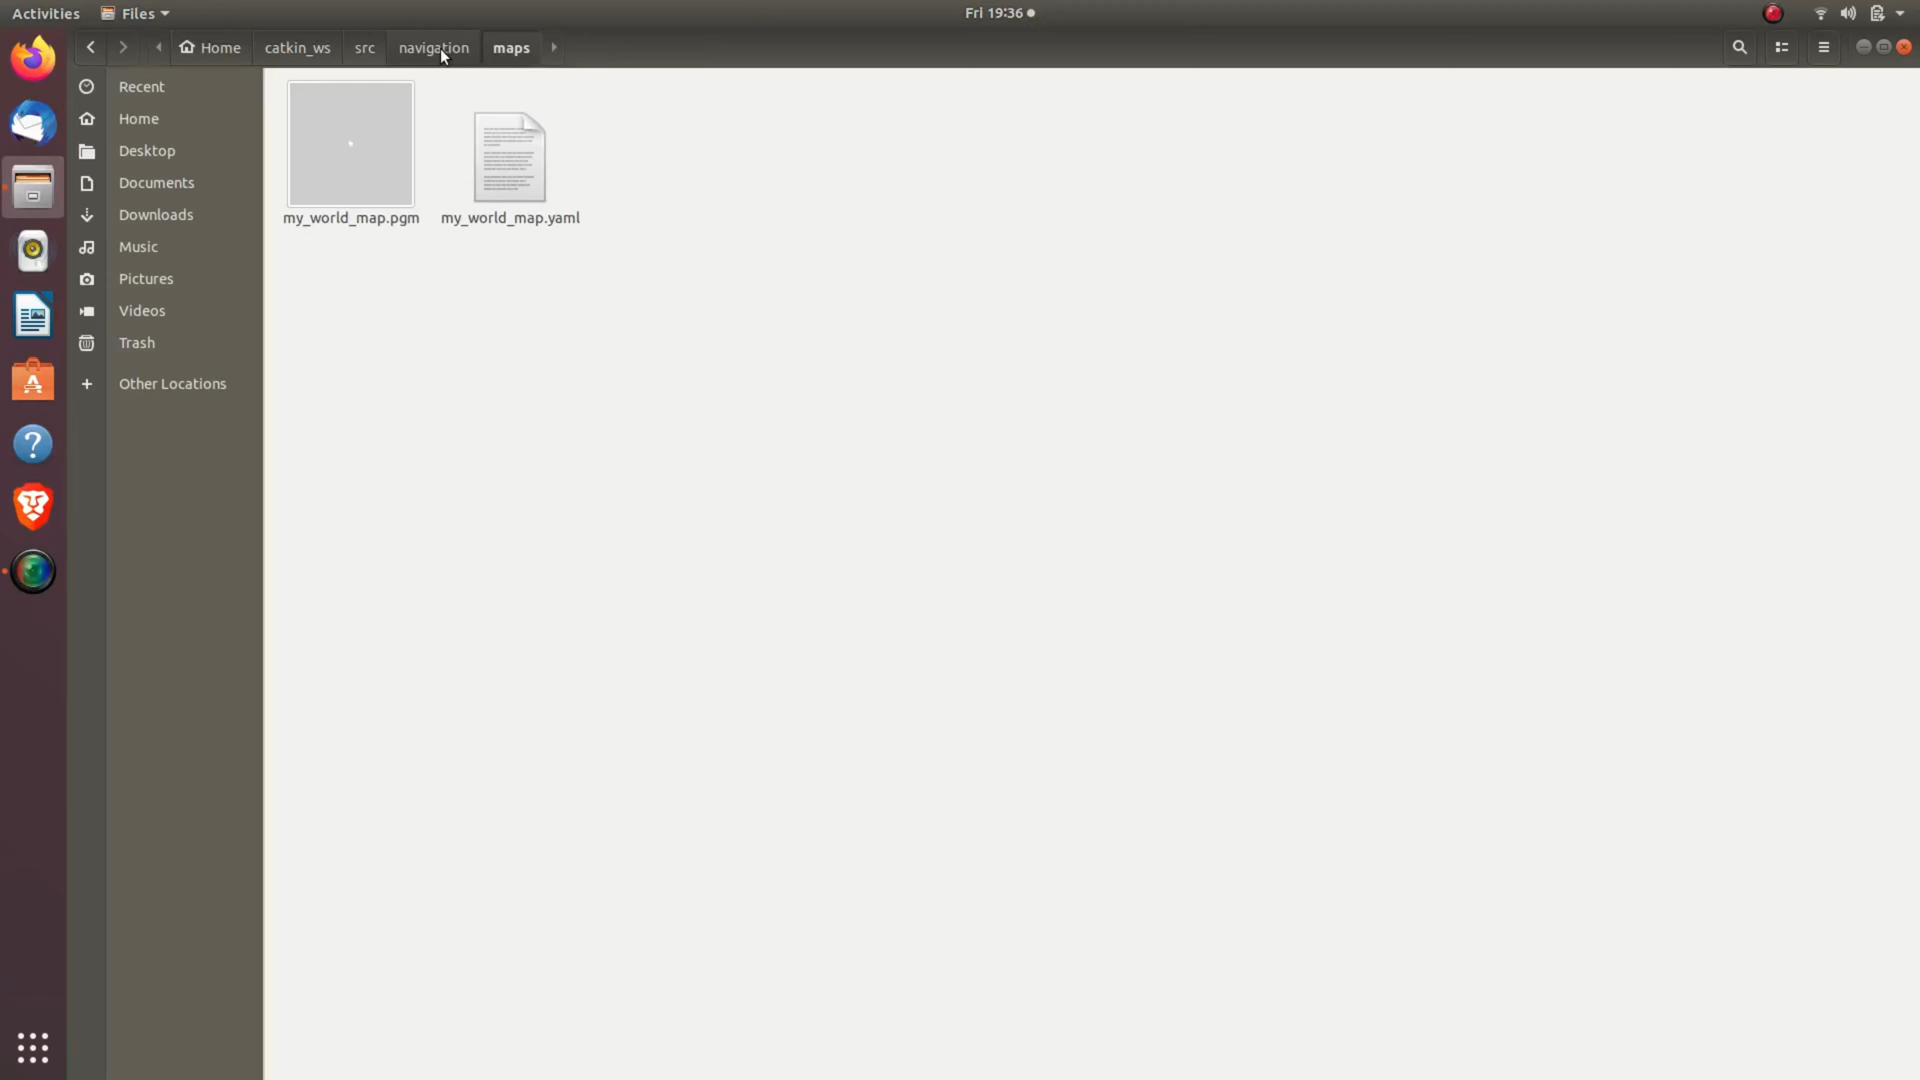 Activities Files Fri 19:36
Home catkin_ws src navigation maps
Recent
Home
Desktop
Documents
Downloads
Music
Pictures
Videos
Trash
Other Locations
my_world_map.pgm my_world_map.yaml